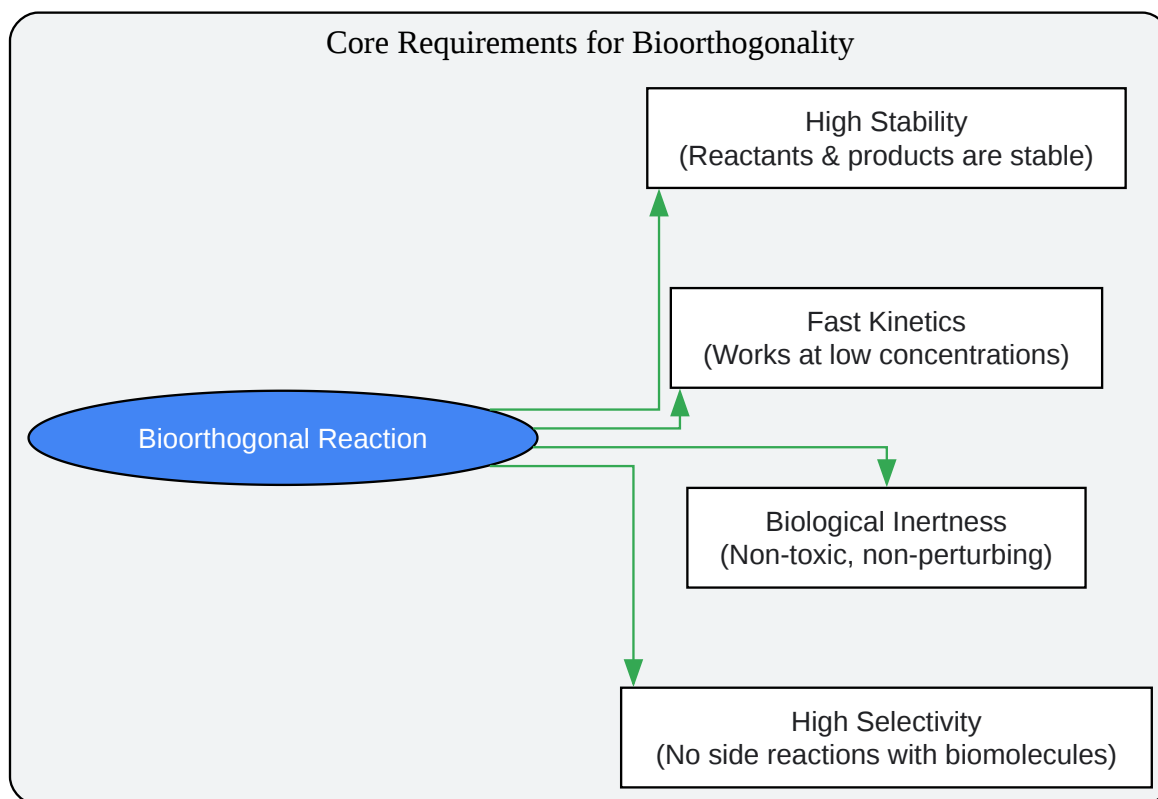 Core Requirements for Bioorthogonality
High Stability
(Reactants & products are stable)
Fast Kinetics
(Works at low concentrations)
Bioorthogonal Reaction
Biological Inertness
(Non-toxic, non-perturbing)
High Selectivity
(No side reactions with biomolecules)